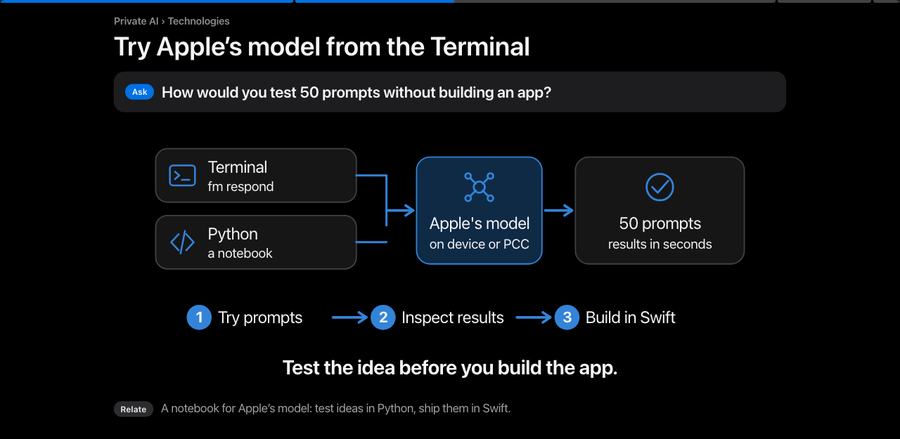 Private AI › Technologies
Try Apple’s model from the Terminal
Ask How would you test 50 prompts without building an app?
Terminal
fm respond
Python
a notebook
Apple's model
on device or PCC
50 prompts
results in seconds
1 Try prompts 2 Inspect results 3 Build in Swift
Test the idea before you build the app.
Relate A notebook for Apple’s model: test ideas in Python, ship them in Swift.